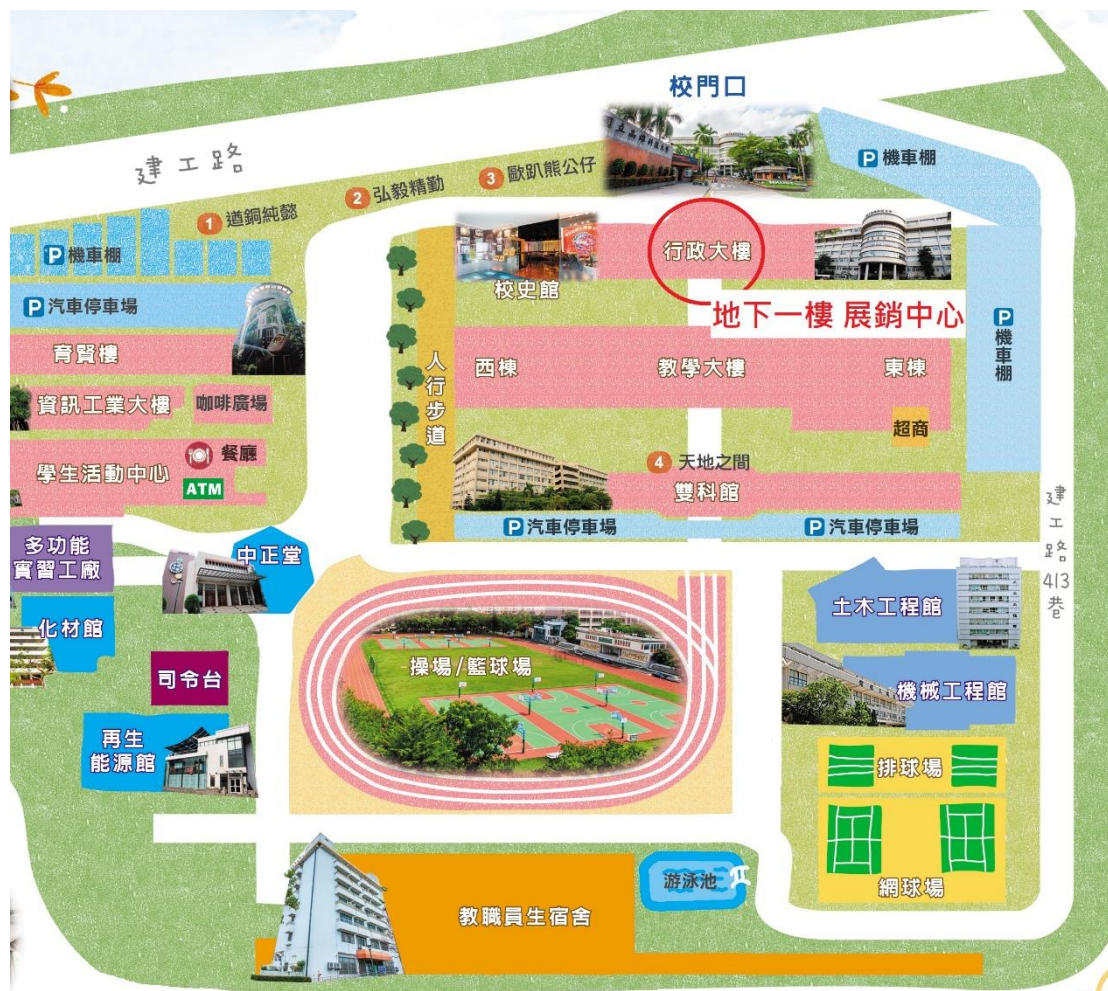 校門口
建工路
P 機車棚
3 歐趴熊公仔
2 弘毅精勤
1 道銅純懿
P 機車棚
行政大樓
校史館
P 汽車停車場
地下一樓 展銷中心
P 機車棚
育賢樓
人行步道
西棟
教學大樓
東棟
資訊工業大樓
咖啡廣場
超商
餐廳
學生活動中心
ATM
4 天地之間
雙科館
P 汽車停車場
P 汽車停車場
建工路413巷
多功能
實習工廠
中正堂
化材館
土木工程館
司令台
操場/籃球場
機械工程館
再生
能源館
排球場
網球場
游泳池
教職員生宿舍